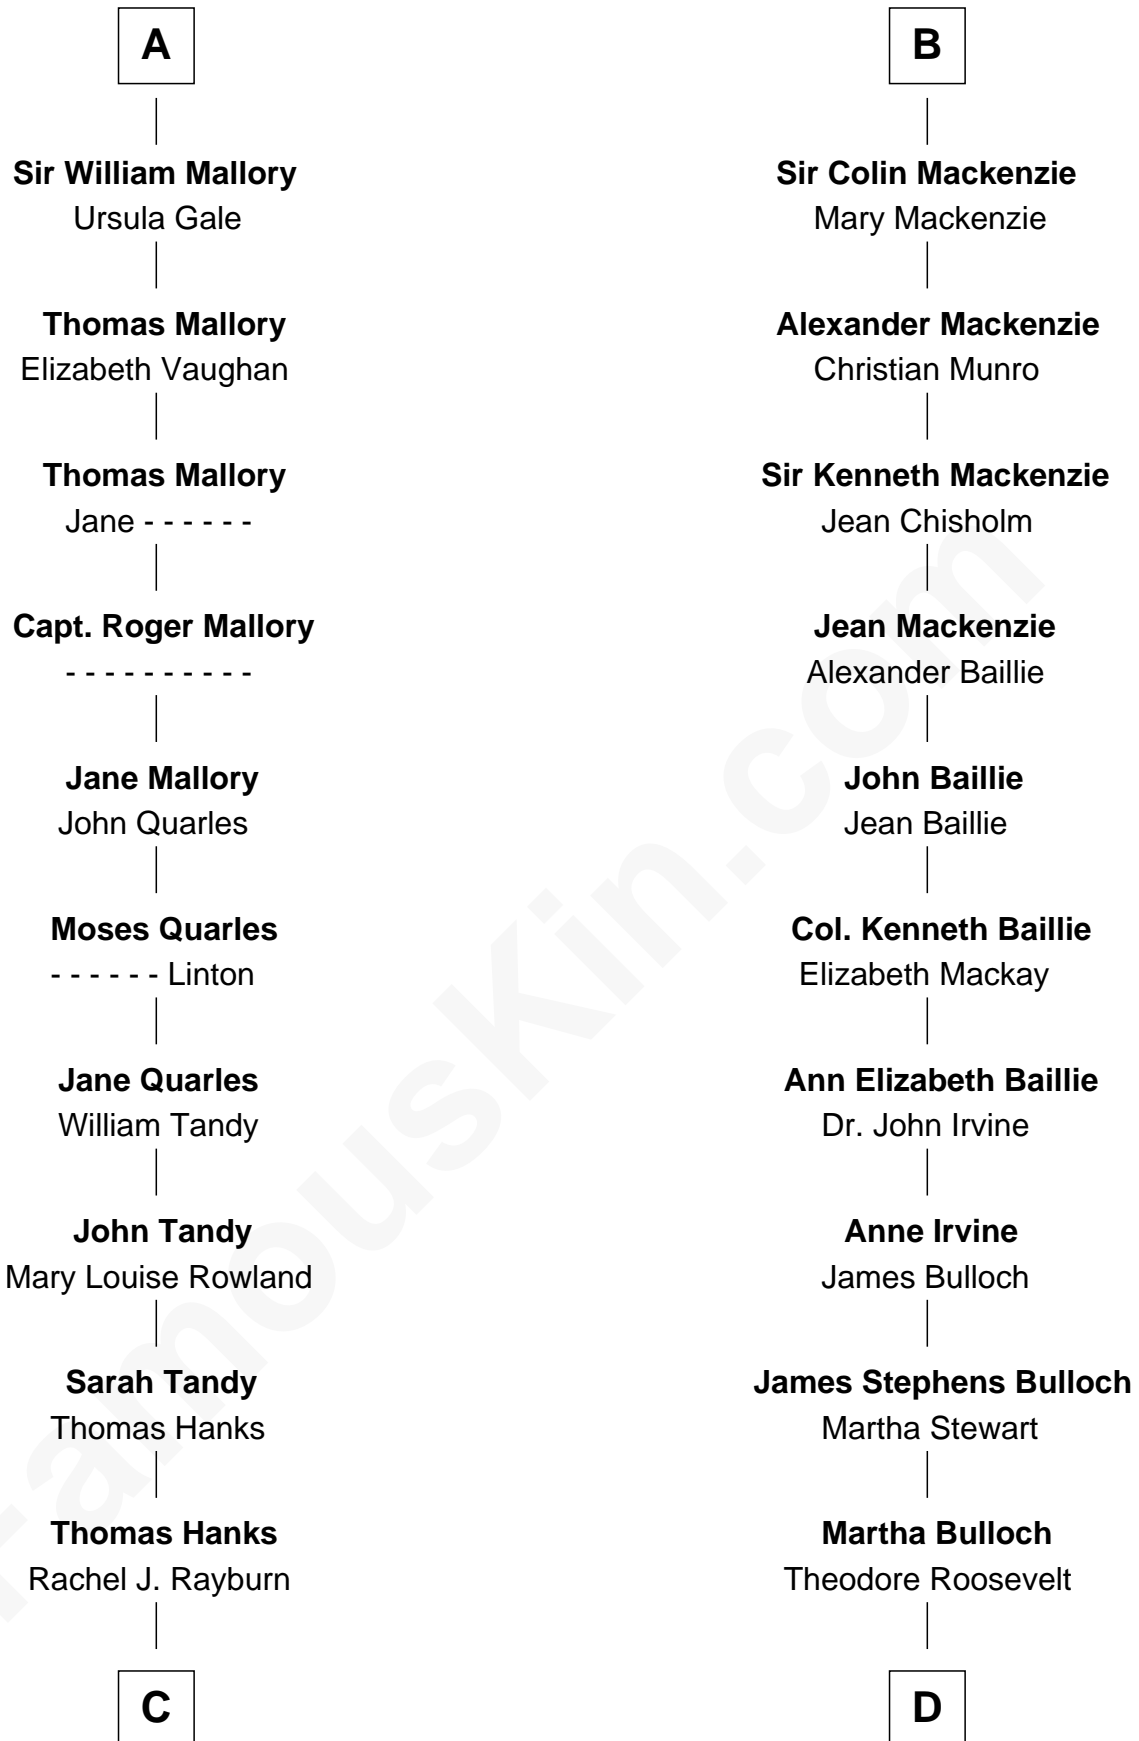 A
Sir William Mallory
Ursula Gale
Thomas Mallory
Elizabeth Vaughan
Thomas Mallory
Jane - - - - - -
Capt. Roger Mallory
- - - - - - - - - -
Jane Mallory
John Quarles
Moses Quarles
- - - - - - Linton
Jane Quarles
William Tandy
John Tandy
Mary Louise Rowland
Sarah Tandy
Thomas Hanks
Thomas Hanks
Rachel J. Rayburn
C
B
Sir Colin Mackenzie
Mary Mackenzie
Alexander Mackenzie
Christian Munro
Sir Kenneth Mackenzie
Jean Chisholm
Jean Mackenzie
Alexander Baillie
John Baillie
Jean Baillie
Col. Kenneth Baillie
Elizabeth Mackay
Ann Elizabeth Baillie
Dr. John Irvine
Anne Irvine
James Bulloch
James Stephens Bulloch
Martha Stewart
Martha Bulloch
Theodore Roosevelt
D
FamousKin.com